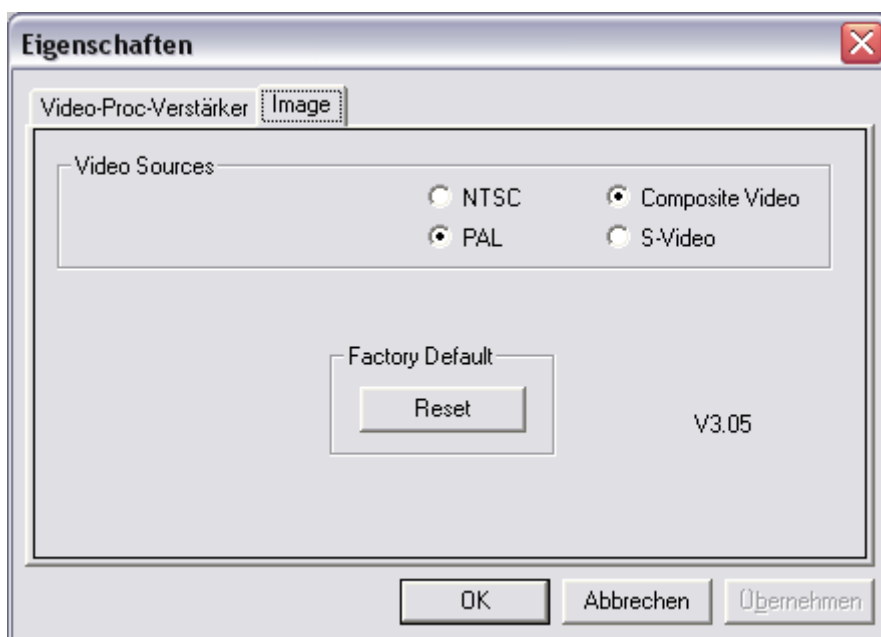 Eigenschaften
Video-Proc-Verstärker Image
Video Sources
NTSC Composite Video
PAL S-Video
Factory Default
Reset
V3.05
OK Abbrechen Übernehmen